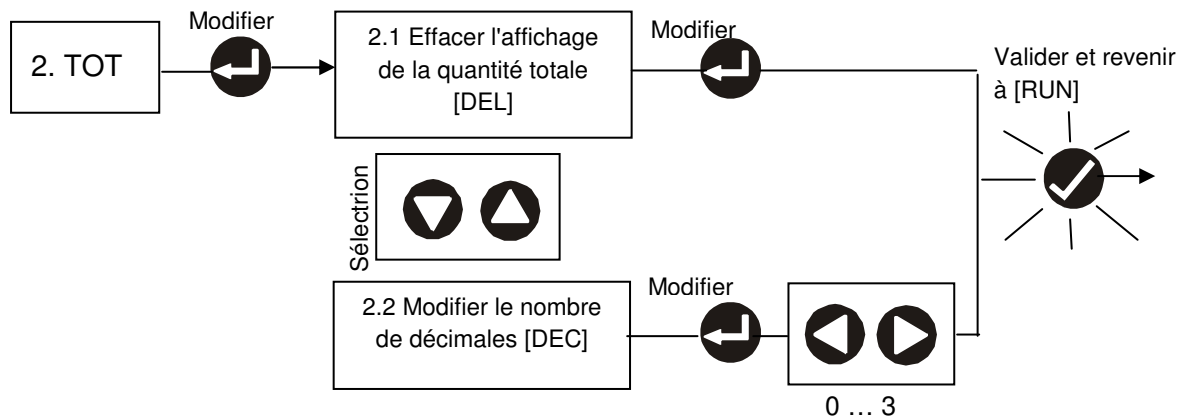 2. TOT
Modifier
2.1 Effacer l'affichage
de la quantité totale
[DEL]
Modifier
Valider et revenir
à [RUN]
Sélectrion
2.2 Modifier le nombre
de décimales [DEC]
Modifier
0 … 3